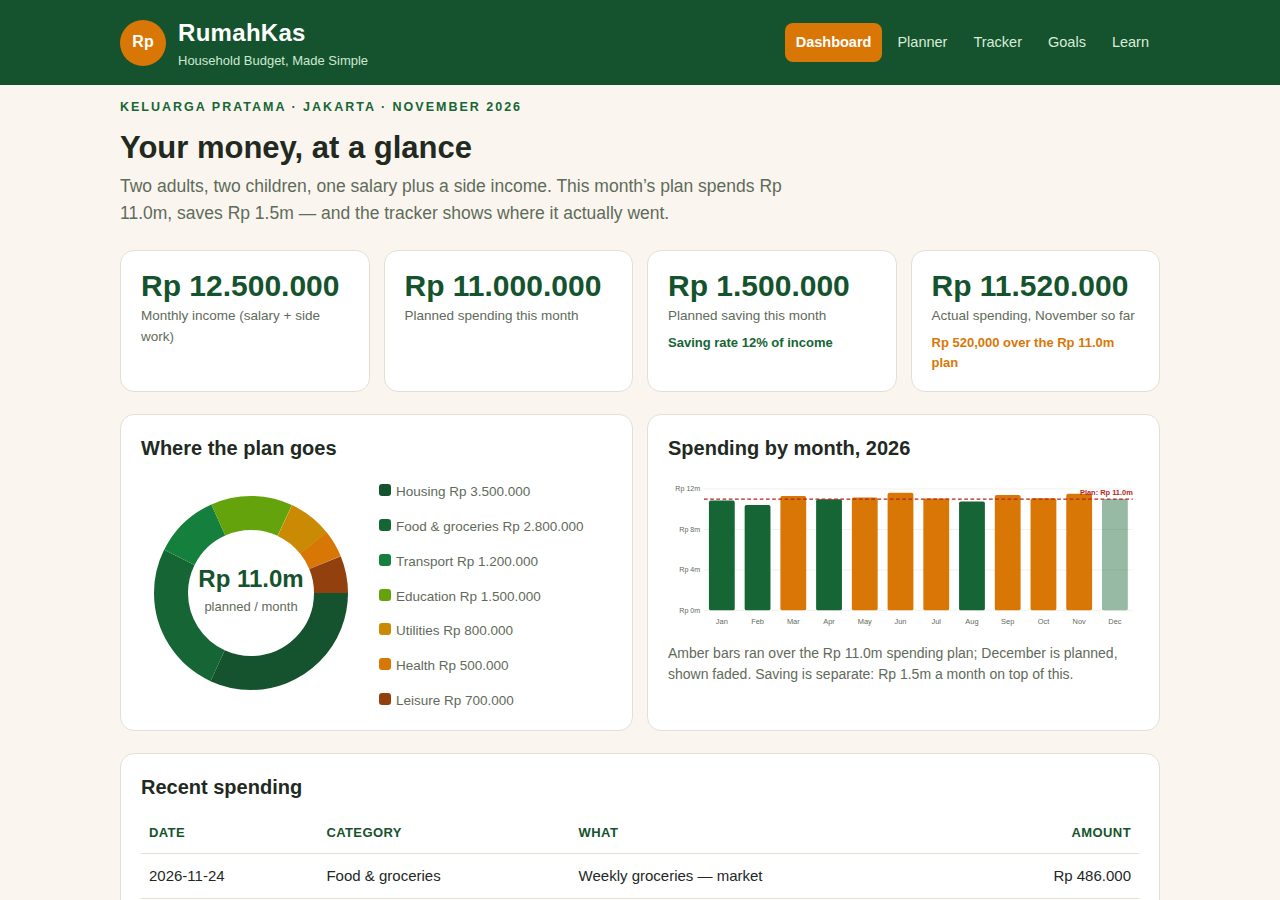 Rp
RumahKas
Household Budget, Made Simple
Dashboard
Planner
Tracker
Goals
Learn
KELUARGA PRATAMA · JAKARTA · NOVEMBER 2026
Your money, at a glance
Two adults, two children, one salary plus a side income. This month’s plan spends Rp
11.0m, saves Rp 1.5m — and the tracker shows where it actually went.
Rp 12.500.000
Monthly income (salary + side
work)
Rp 11.000.000
Planned spending this month
Rp 1.500.000
Planned saving this month
Saving rate 12% of income
Rp 11.520.000
Actual spending, November so far
Rp 520,000 over the Rp 11.0m
plan
Where the plan goes
Rp 11.0m
planned / month
Housing Rp 3.500.000
Food & groceries Rp 2.800.000
Transport Rp 1.200.000
Education Rp 1.500.000
Utilities Rp 800.000
Health Rp 500.000
Leisure Rp 700.000
Spending by month, 2026
Rp 12m
Plan: Rp 11.0m
Rp 8m
Rp 4m
Rp 0m
Jan Feb Mar Apr May Jun Jul Aug Sep Oct Nov Dec
Amber bars ran over the Rp 11.0m spending plan; December is planned,
shown faded. Saving is separate: Rp 1.5m a month on top of this.
Recent spending
DATE CATEGORY WHAT AMOUNT
2026-11-24 Food & groceries Weekly groceries — market Rp 486.000